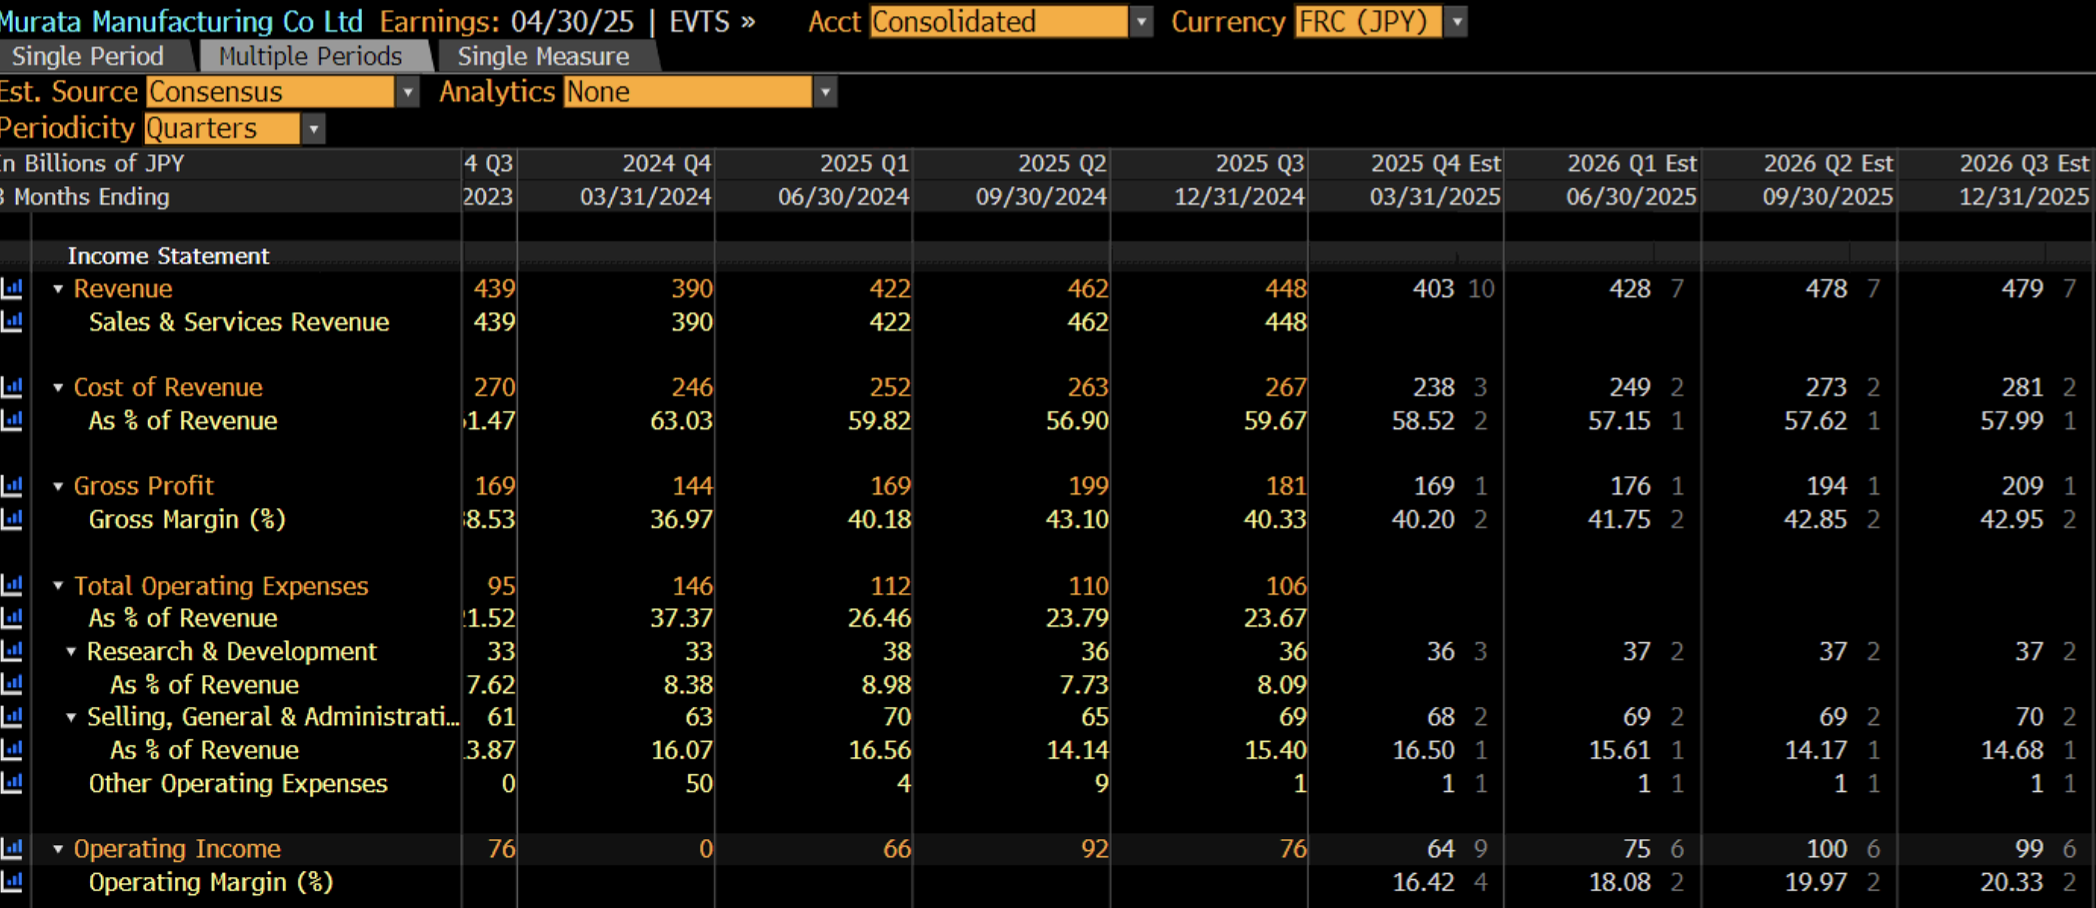 Murata Manufacturing Co Ltd Earnings: 04/30/25 | EVTS » Acct Consolidated Currency FRC (JPY)
Single Period Multiple Periods Single Measure
Est. Source Consensus Analytics None
Periodicity Quarters
In Billions of JPY 4 Q3 2024 Q4 2025 Q1 2025 Q2 2025 Q3 2025 Q4 Est 2026 Q1 Est 2026 Q2 Est 2026 Q3 Est
3 Months Ending 2023 03/31/2024 06/30/2024 09/30/2024 12/31/2024 03/31/2025 06/30/2025 09/30/2025 12/31/2025
Income Statement
Revenue 439 390 422 462 448 403 10 428 7 478 7 479 7
Sales & Services Revenue 439 390 422 462 448
Cost of Revenue 270 246 252 263 267 238 3 249 2 273 2 281 2
As % of Revenue 1.47 63.03 59.82 56.90 59.67 58.52 2 57.15 1 57.62 1 57.99 1
Gross Profit 169 144 169 199 181 169 1 176 1 194 1 209 1
Gross Margin (%) 8.53 36.97 40.18 43.10 40.33 40.20 2 41.75 2 42.85 2 42.95 2
Total Operating Expenses 95 146 112 110 106
As % of Revenue 1.52 37.37 26.46 23.79 23.67
Research & Development 33 33 38 36 36 36 3 37 2 37 2 37 2
As % of Revenue 7.62 8.38 8.98 7.73 8.09
Selling, General & Administrati… 61 63 70 65 69 68 2 69 2 69 2 70 2
As % of Revenue 3.87 16.07 16.56 14.14 15.40 16.50 1 15.61 1 14.17 1 14.68 1
Other Operating Expenses 0 50 4 9 1 1 1 1 1 1 1 1 1
Operating Income 76 0 66 92 76 64 9 75 6 100 6 99 6
Operating Margin (%) 16.42 4 18.08 2 19.97 2 20.33 2